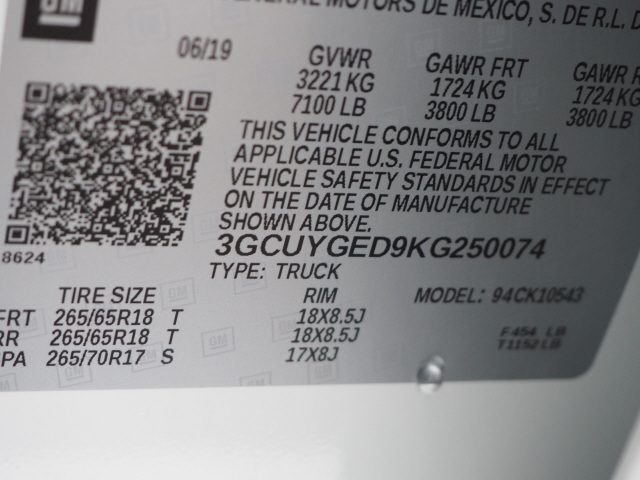 GM
GENERAL MOTORS DE MEXICO, S. DE R.L. D
06/19
GVWR GAWR FRT GAWR R
3221 KG 1724 KG 1724 KG
7100 LB 3800 LB 3800 LB
THIS VEHICLE CONFORMS TO ALL
APPLICABLE U.S. FEDERAL MOTOR
VEHICLE SAFETY STANDARDS IN EFFECT
ON THE DATE OF MANUFACTURE
SHOWN ABOVE.
3GCUYGED9KG250074
8624
TYPE: TRUCK
TIRE SIZE RIM MODEL: 94CK10543
FRT 265/65R18 T 18X8.5J
RR 265/65R18 T 18X8.5J
SPA 265/70R17 S 17X8J
F454 LB
T1152 LB